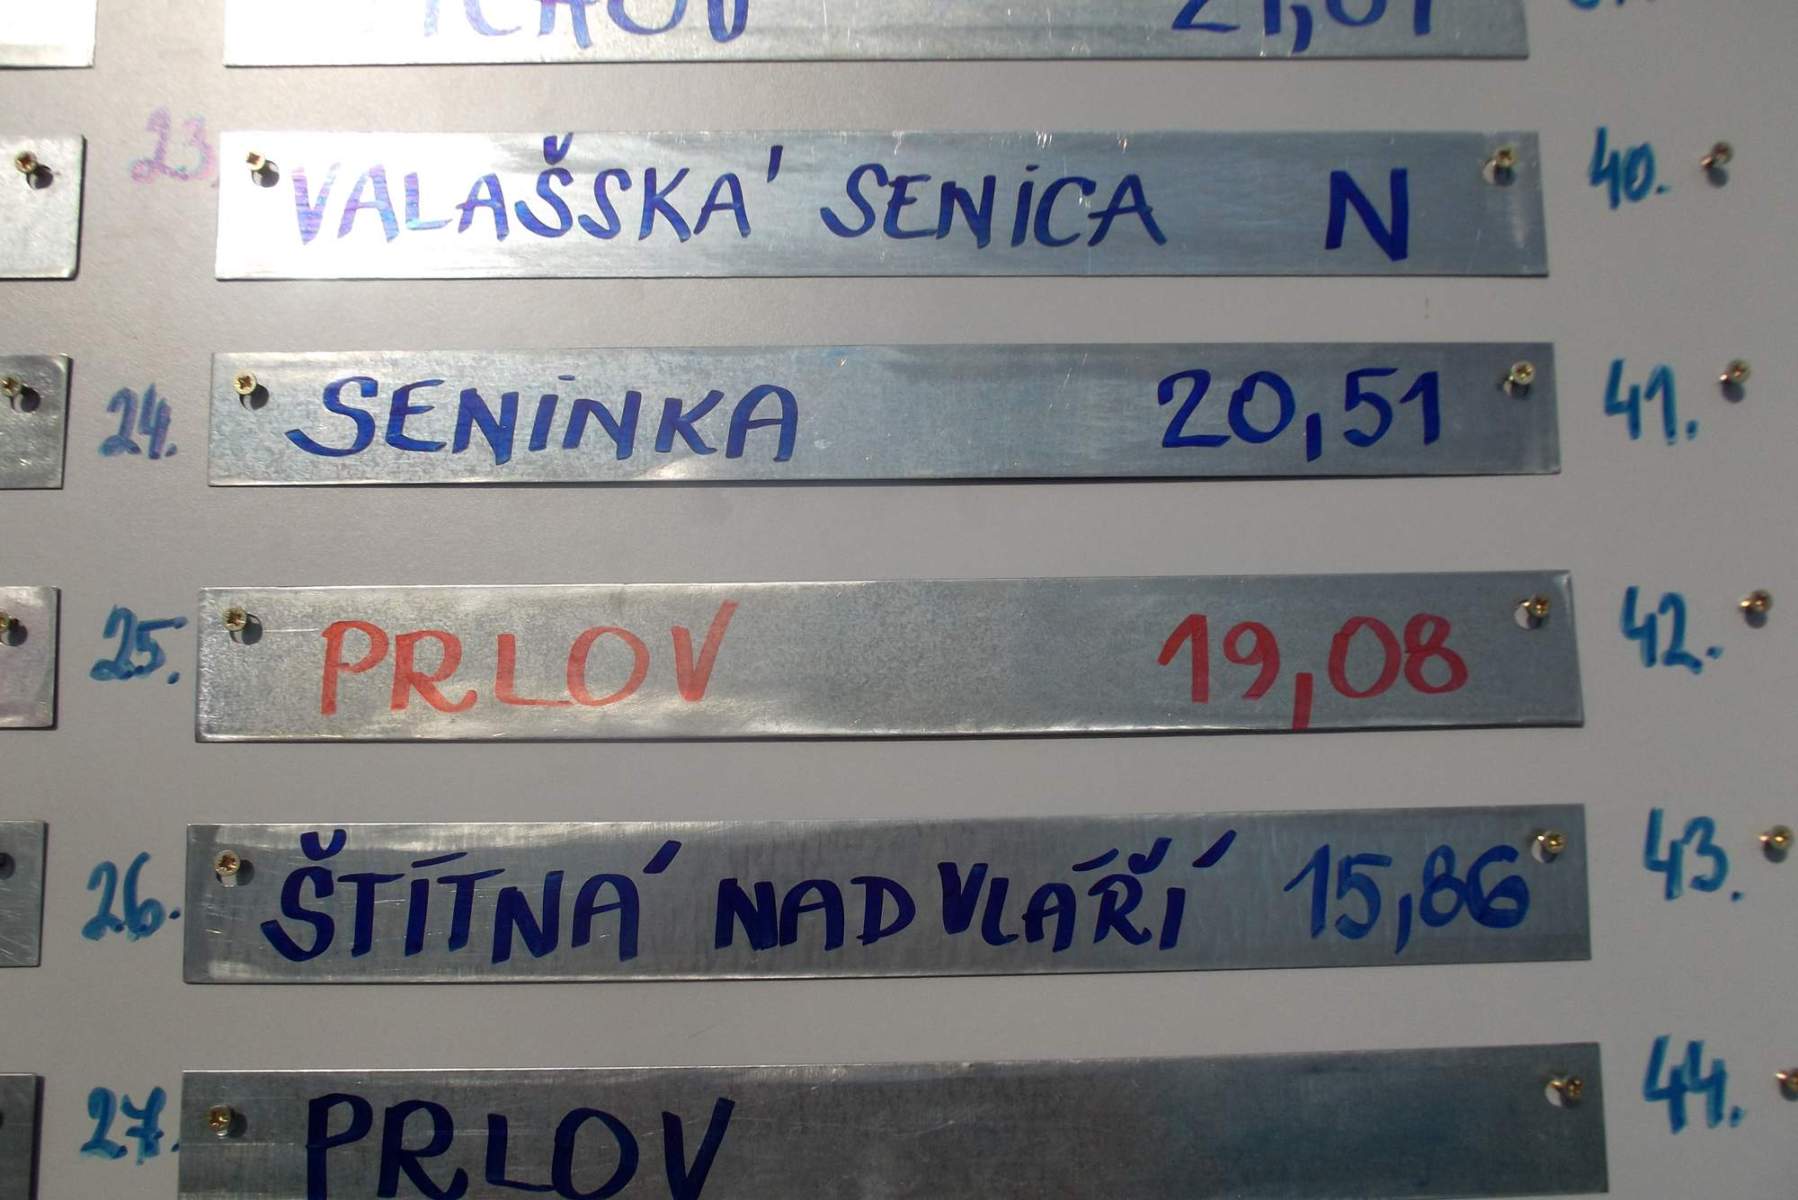 23. VALAŠSKÁ SENICA N 40.
24. SENINKA 20,51 41.
25. PRLOV 19,08 42.
26. ŠTÍTNÁ NAD VLÁŘÍ 15,86 43.
27. PRLOV 44.